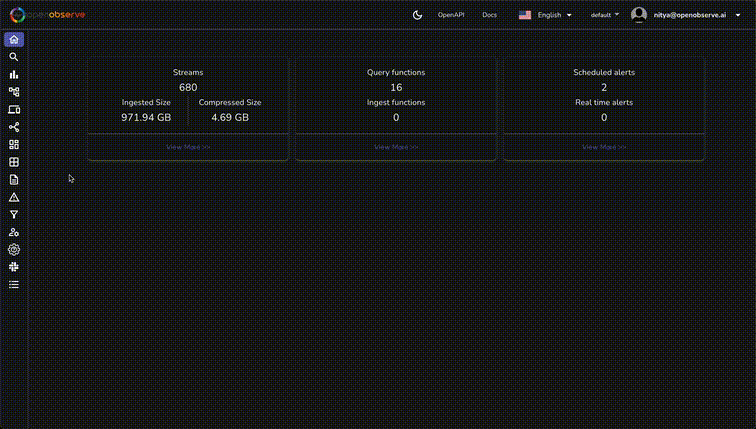 openobserve
OpenAPI
Docs
English
default
nitya@openobserve.ai
Streams
680
Ingested Size
Compressed Size
971.94 GB
4.69 GB
View More >>
Query functions
16
Ingest functions
0
View More >>
Scheduled alerts
2
Real time alerts
0
View More >>